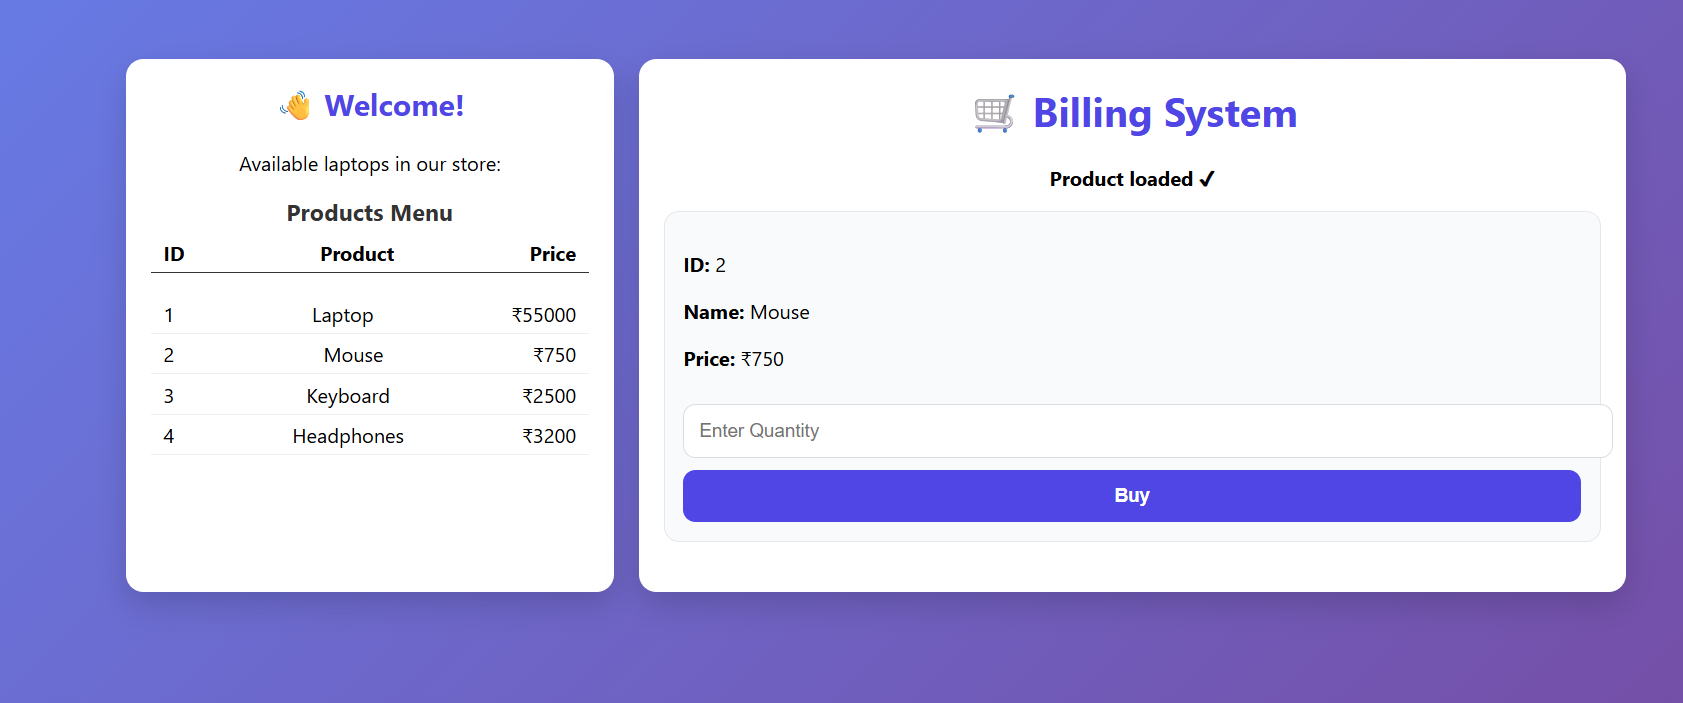 👋 Welcome!
Available laptops in our store:
Products Menu
ID Product Price
1 Laptop ₹55000
2 Mouse ₹750
3 Keyboard ₹2500
4 Headphones ₹3200
🛒 Billing System
Product loaded ✔
ID: 2
Name: Mouse
Price: ₹750
Enter Quantity
Buy